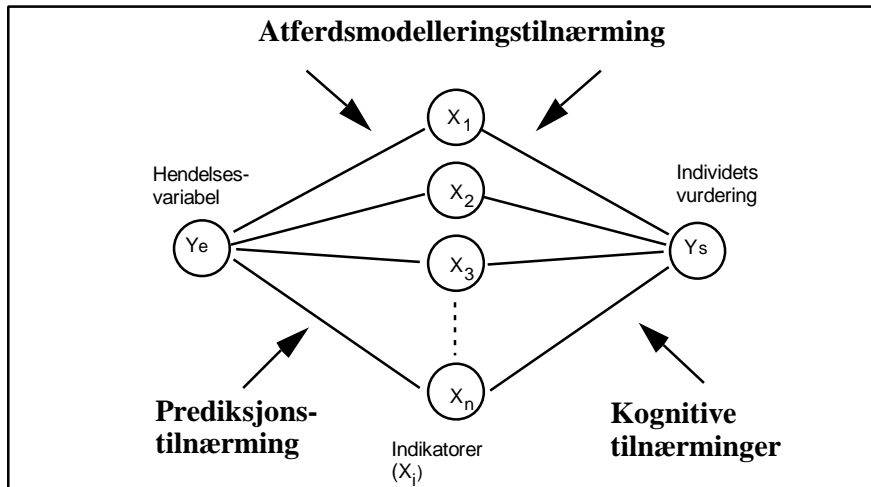 Atferdsmodelleringstilnærming
X1
Hendelses-
variabel
Individets
vurdering
X2
Ye
Ys
X3
Xn
Prediksjons-
tilnærming
Kognitive
tilnærminger
Indikatorer
(Xi)